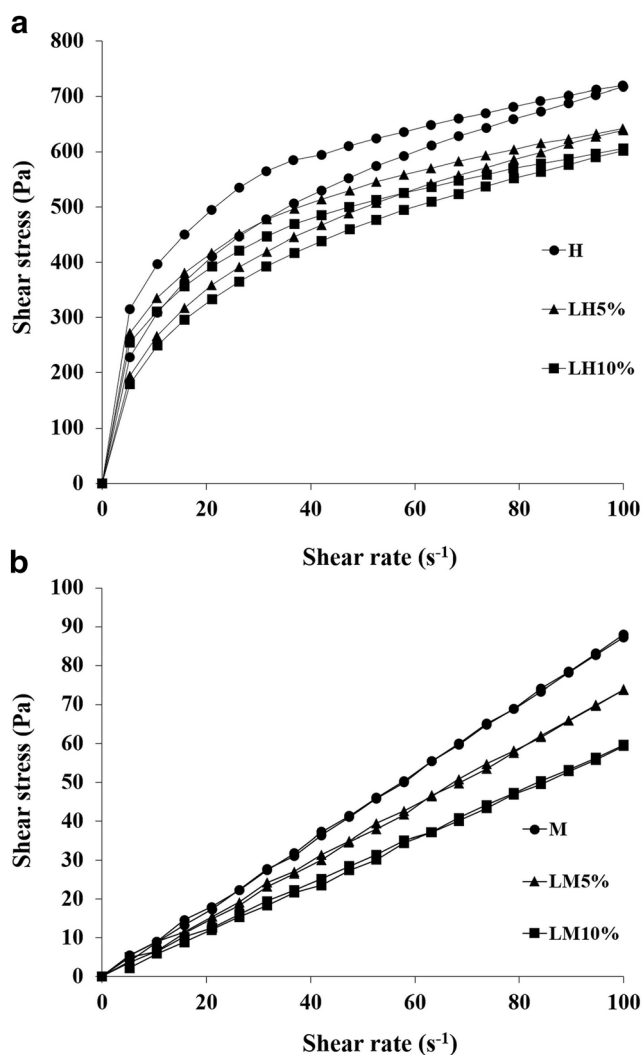 a
800
700
600
500
400
300
200
100
0
Shear stress (Pa)
H
LH5%
LH10%
0 20 40 60 80 100
Shear rate (s-1)
b
100
90
80
70
60
50
40
30
20
10
0
Shear stress (Pa)
M
LM5%
LM10%
0 20 40 60 80 100
Shear rate (s-1)